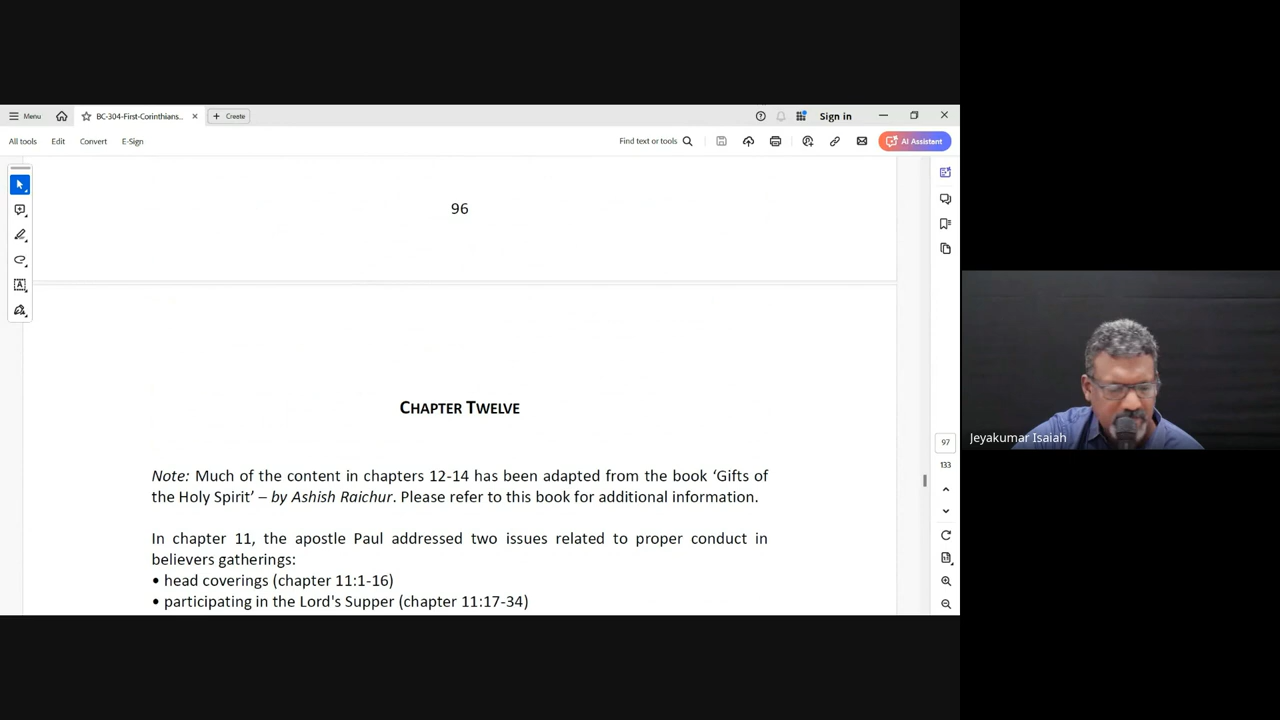 Menu
BC-304-First-Corinthians..
Create
Sign in
All tools
Edit
Convert
E-Sign
Find text or tools
AI Assistant
96
CHAPTER TWELVE
Note: Much of the content in chapters 12-14 has been adapted from the book ‘Gifts of
the Holy Spirit’ – by Ashish Raichur. Please refer to this book for additional information.
In chapter 11, the apostle Paul addressed two issues related to proper conduct in
believers gatherings:
• head coverings (chapter 11:1-16)
• participating in the Lord's Supper (chapter 11:17-34)
97
133
Jeyakumar Isaiah